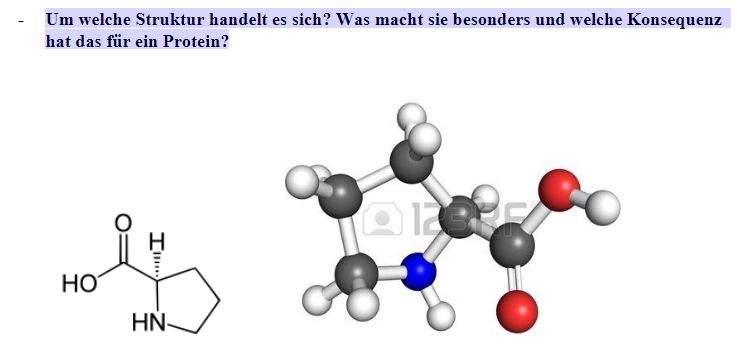 - Um welche Struktur handelt es sich? Was macht sie besonders und welche Konsequenz
hat das für ein Protein?
O
H
HO
HN
123RF